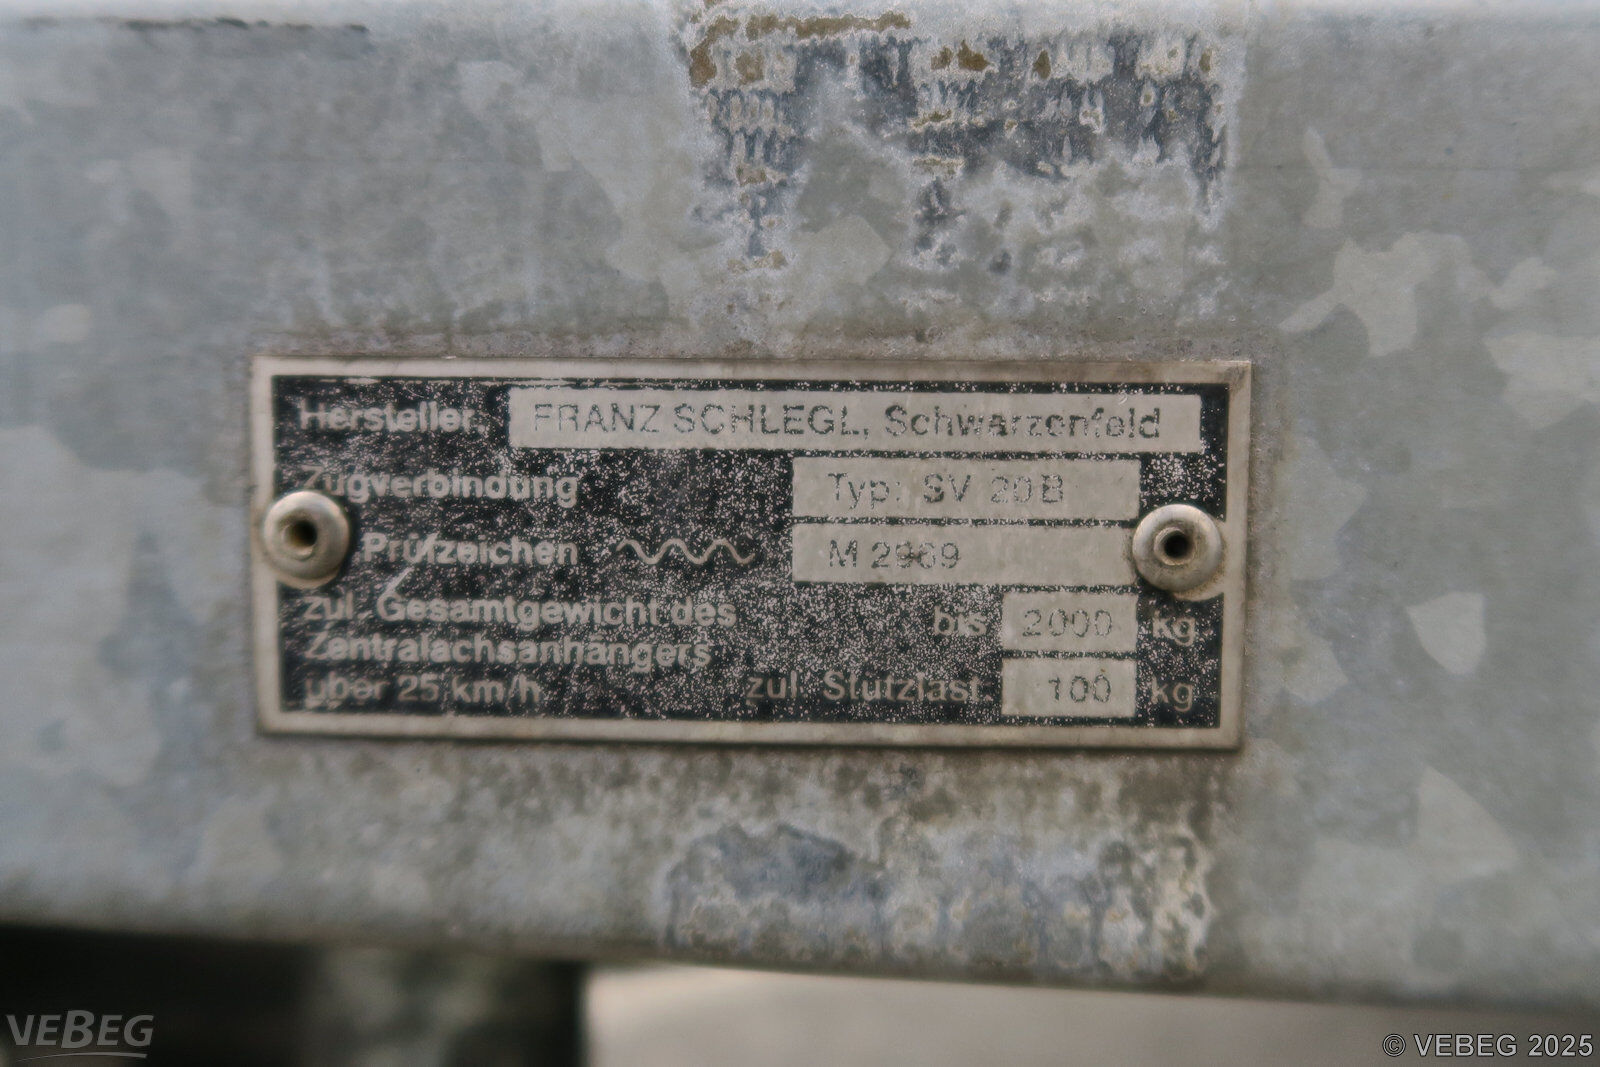 Hersteller: FRANZ SCHLEGL, Schwarzenfeld
Zugverbindung Typ: SV 20B
Prüfzeichen M 2969
zul. Gesamtgewicht des bis 2000 kg
Zentralachsanhängers
über 25 km/h zul. Stützlast 100 kg
VEBEG
© VEBEG 2025